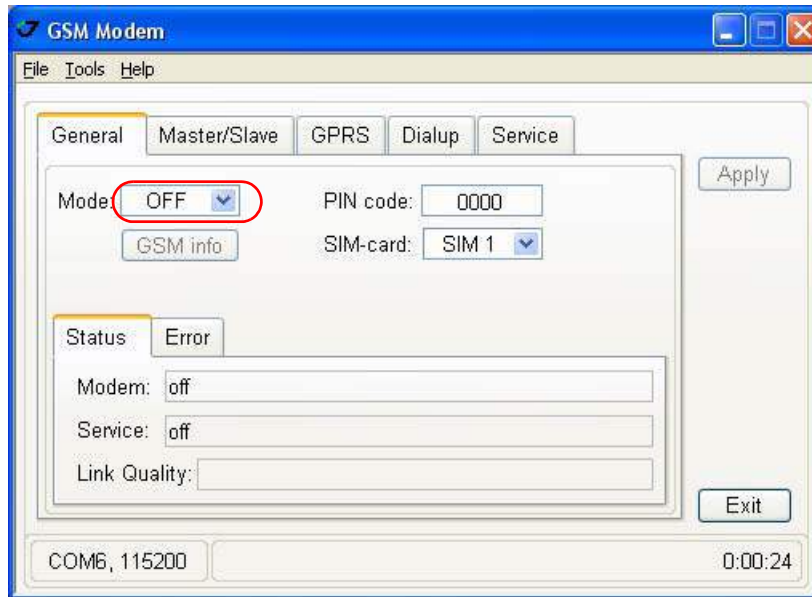 GSM Modem
File Tools Help
General Master/Slave GPRS Dialup Service
Apply
Mode: OFF PIN code: 0000
GSM info SIM-card: SIM 1
Status Error
Modem: off
Service: off
Link Quality:
Exit
COM6, 115200 0:00:24